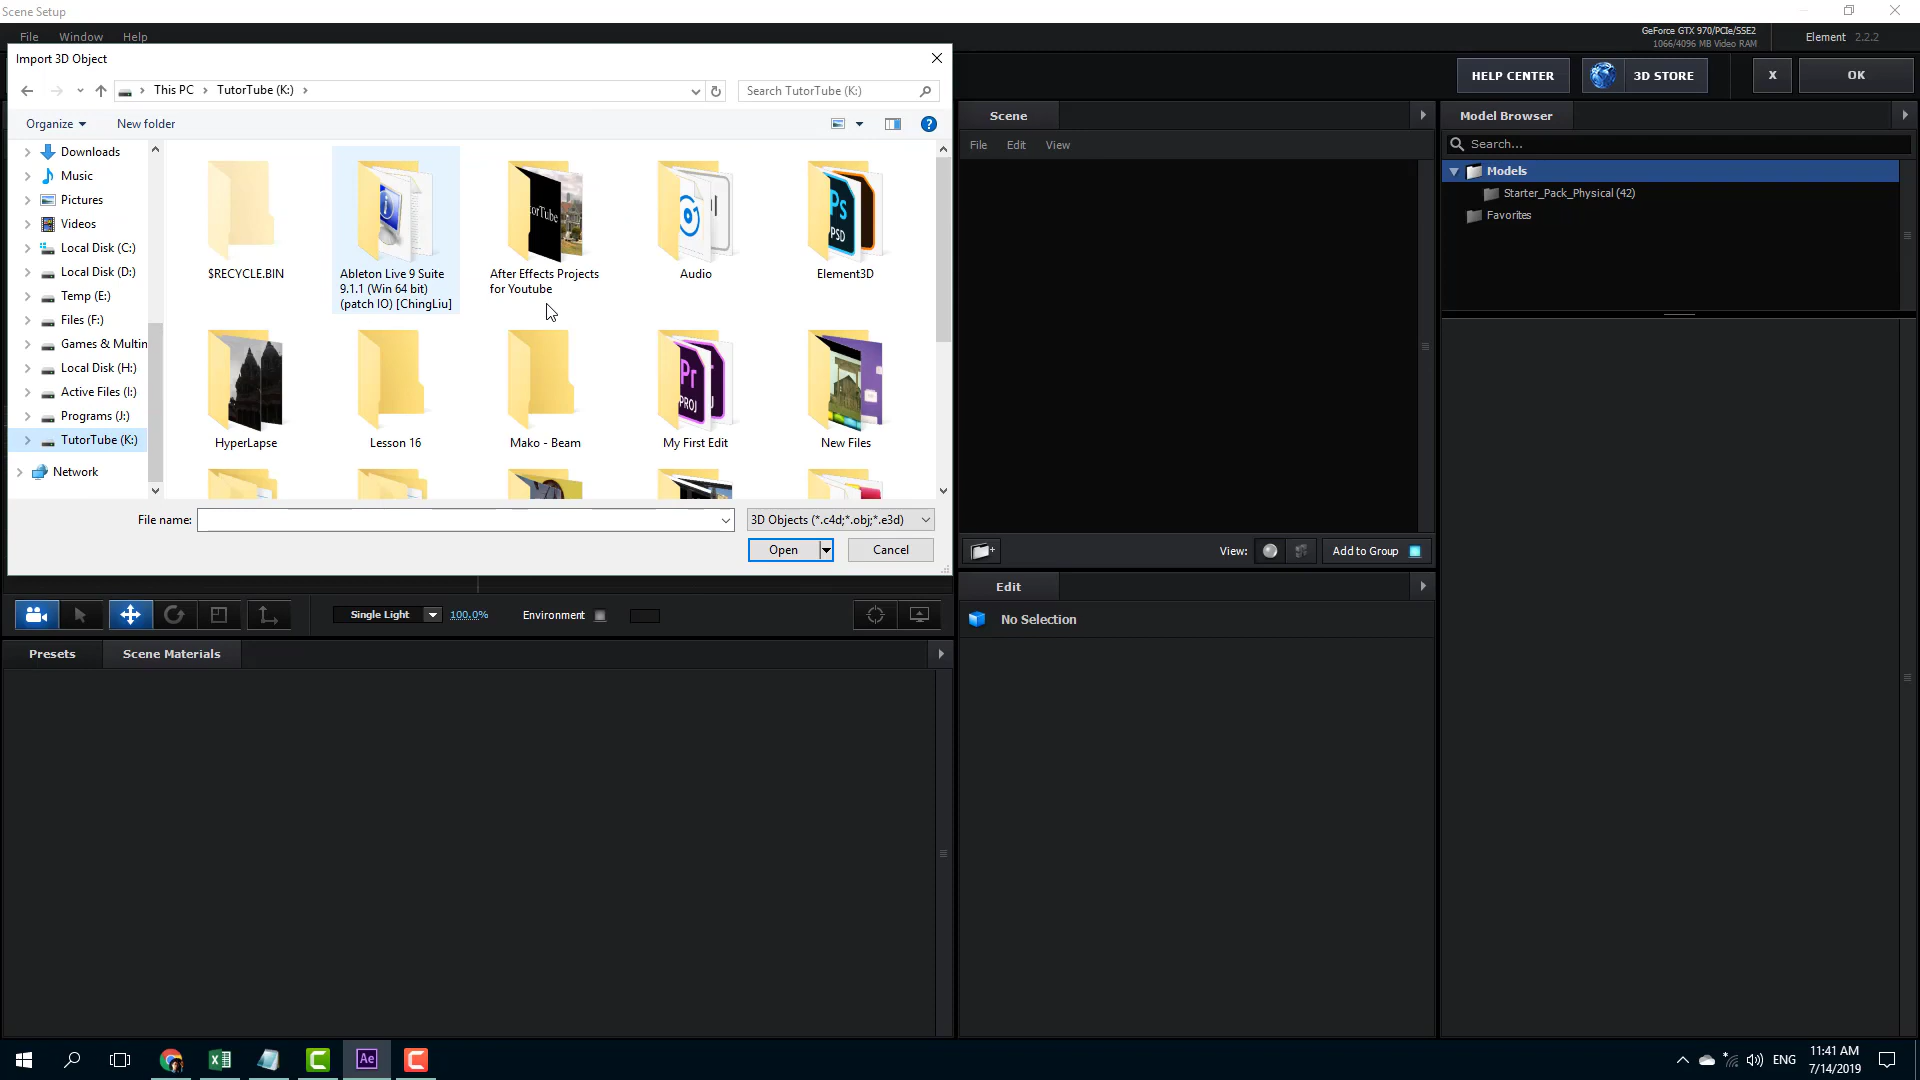 Scene Setup
File Window Help
GeForce GTX 970/PCIe/SSE2
1066/4096 MB Video RAM
Element 2.2.2
Import 3D Object
HELP CENTER
3D STORE
X
OK
This PC
TutorTube (K:)
Search TutorTube (K:)
Organize
New folder
Downloads
Music
Pictures
Videos
Local Disk (C:)
Local Disk (D:)
Temp (E:)
Files (F:)
Games & Multin
Local Disk (H:)
Active Files (I:)
Programs (J:)
TutorTube (K:)
Network
$RECYCLE.BIN
Ableton Live 9 Suite
9.1.1 (Win 64 bit)
(patch IO) [ChingLiu]
After Effects Projects
for Youtube
Audio
Ps
PSD
Element3D
HyperLapse
Lesson 16
Mako - Beam
Pr
PROJ
My First Edit
New Files
File name:
3D Objects (*.c4d;*.obj;*.e3d)
Open
Cancel
Scene
File Edit View
View:
Add to Group
Model Browser
Search...
Models
Starter_Pack_Physical (42)
Favorites
Edit
No Selection
Single Light
100.0%
Environment
Presets
Scene Materials
Ae
ENG
11:41 AM
7/14/2019